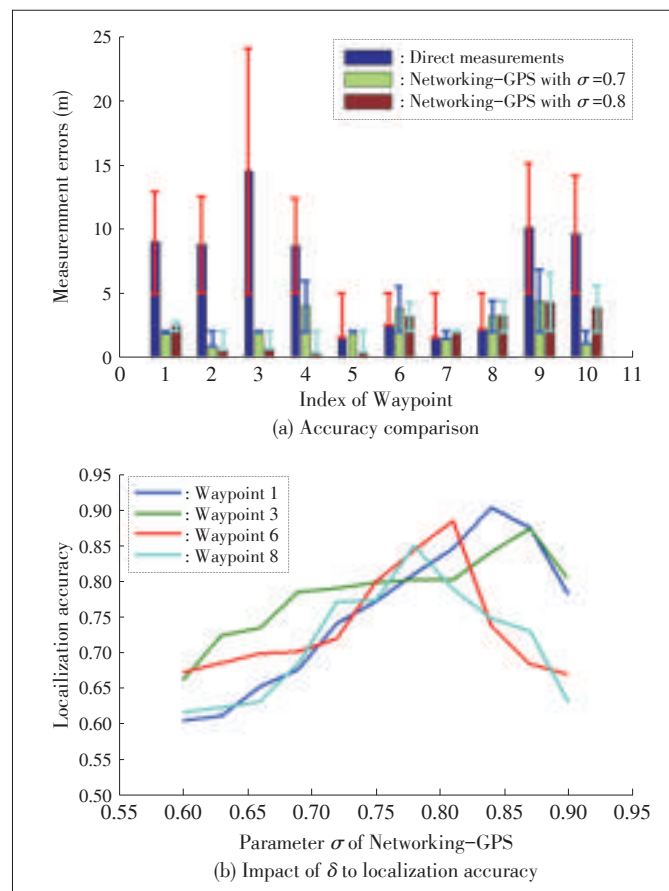 25
20
15
10
5
0
Measuremnent errors (m)
: Direct measurements
: Networking-GPS with σ=0.7
: Networking-GPS with σ=0.8
0 1 2 3 4 5 6 7 8 9 10 11
Index of Waypoint
(a) Accuracy comparison
0.95
0.90
0.85
0.80
0.75
0.70
0.65
0.60
0.55
0.50
Locailization accuracy
: Waypoint 1
: Waypoint 3
: Waypoint 6
: Waypoint 8
0.55 0.60 0.65 0.70 0.75 0.80 0.85 0.90 0.95
Parameter σ of Networking-GPS
(b) Impact of δ to localization accuracy